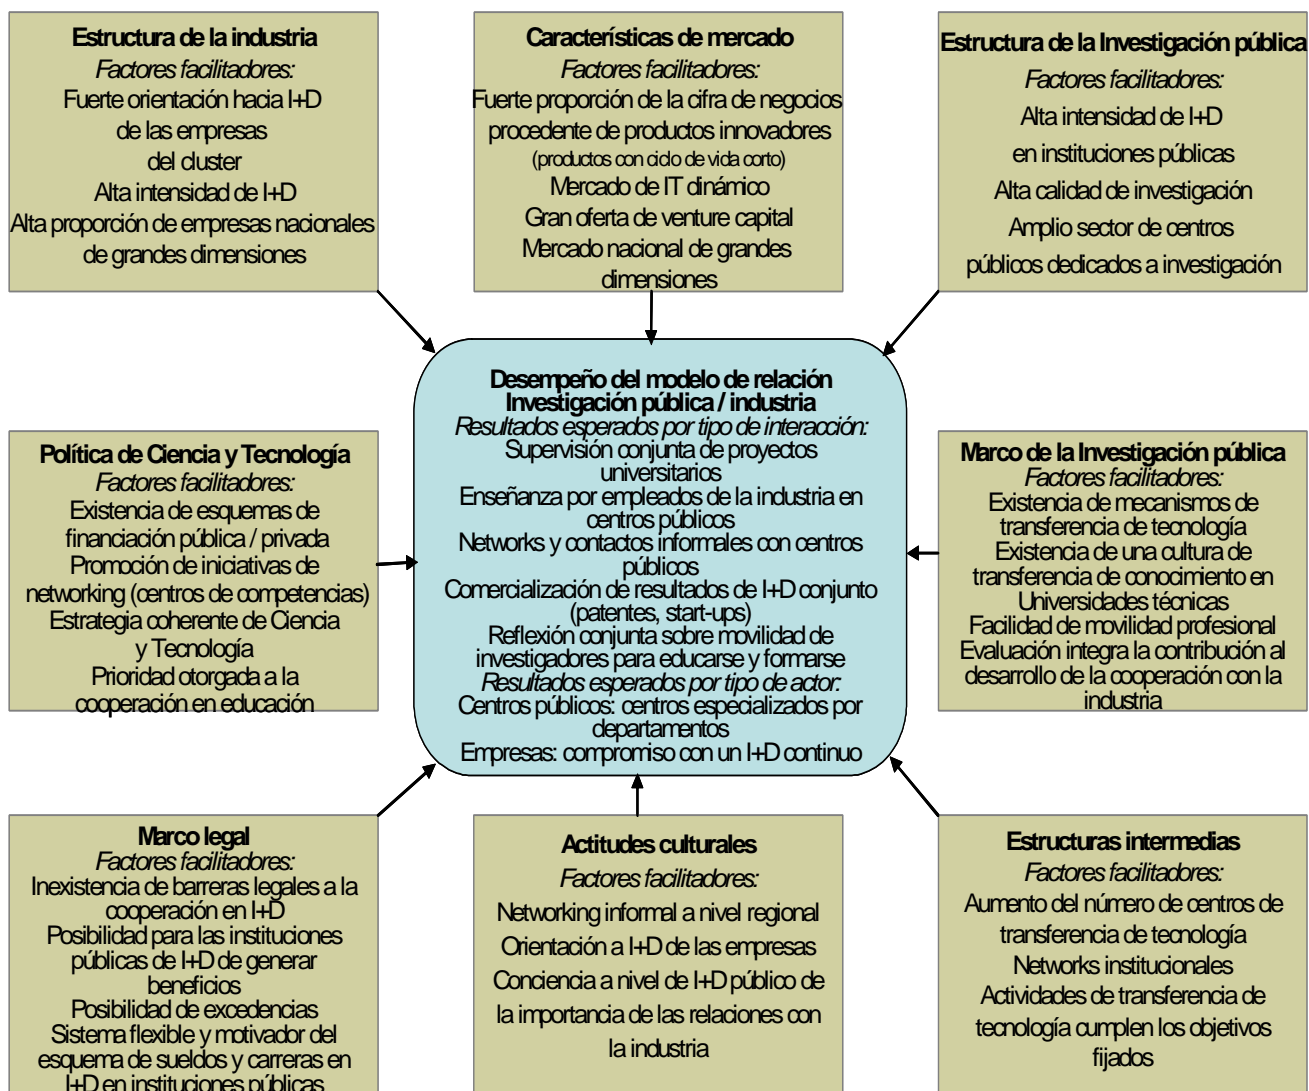 Estructura de la industria
Factores facilitadores:
Fuerte orientación hacia I+D
de las empresas
del cluster
Alta intensidad de I+D
Alta proporción de empresas nacionales
de grandes dimensiones
Características de mercado
Factores facilitadores:
Fuerte proporción de la cifra de negocios
procedente de productos innovadores
(productos con ciclo de vida corto)
Mercado de IT dinámico
Gran oferta de venture capital
Mercado nacional de grandes
dimensiones
Estructura de la Investigación pública
Factores facilitadores:
Alta intensidad de I+D
en instituciones públicas
Alta calidad de investigación
Amplio sector de centros
públicos dedicados a investigación
Política de Ciencia y Tecnología
Factores facilitadores:
Existencia de esquemas de
financiación pública / privada
Promoción de iniciativas de
networking (centros de competencias)
Estrategia coherente de Ciencia
y Tecnología
Prioridad otorgada a la
cooperación en educación
Desempeño del modelo de relación
Investigación pública / industria
Resultados esperados por tipo de interacción:
Supervisión conjunta de proyectos
universitarios
Enseñanza por empleados de la industria en
centros públicos
Networks y contactos informales con centros
públicos
Comercialización de resultados de I+D conjunto
(patentes, start-ups)
Reflexión conjunta sobre movilidad de
investigadores para educarse y formarse
Resultados esperados por tipo de actor:
Centros públicos: centros especializados por
departamentos
Empresas: compromiso con un I+D continuo
Marco de la Investigación pública
Factores facilitadores:
Existencia de mecanismos de
transferencia de tecnología
Existencia de una cultura de
transferencia de conocimiento en
Universidades técnicas
Facilidad de movilidad profesional
Evaluación integra la contribución al
desarrollo de la cooperación con la
industria
Marco legal
Factores facilitadores:
Inexistencia de barreras legales a la
cooperación en I+D
Posibilidad para las instituciones
públicas de I+D de generar
beneficios
Posibilidad de excedencias
Sistema flexible y motivador del
esquema de sueldos y carreras en
I+D en instituciones públicas
Actitudes culturales
Factores facilitadores:
Networking informal a nivel regional
Orientación a I+D de las empresas
Conciencia a nivel de I+D público de
la importancia de las relaciones con
la industria
Estructuras intermedias
Factores facilitadores:
Aumento del número de centros de
transferencia de tecnología
Networks institucionales
Actividades de transferencia de
tecnología cumplen los objetivos
fijados